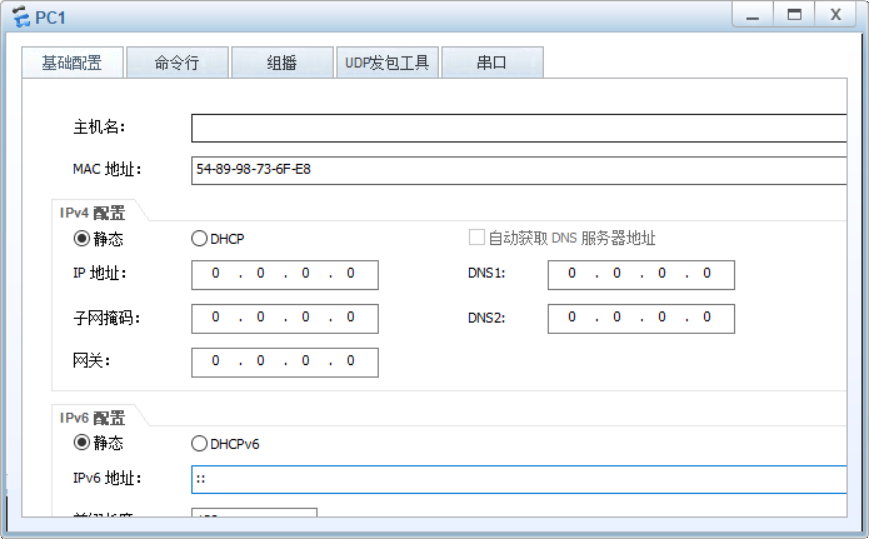 PC1
基础配置 命令行 组播 UDP发包工具 串口
主机名：
MAC 地址： 54-89-98-73-6F-E8
IPv4 配置
静态 DHCP 自动获取 DNS 服务器地址
IP 地址： 0 . 0 . 0 . 0 DNS1: 0 . 0 . 0 . 0
子网掩码： 0 . 0 . 0 . 0 DNS2: 0 . 0 . 0 . 0
网关： 0 . 0 . 0 . 0
IPv6 配置
静态 DHCPv6
IPv6 地址： ::